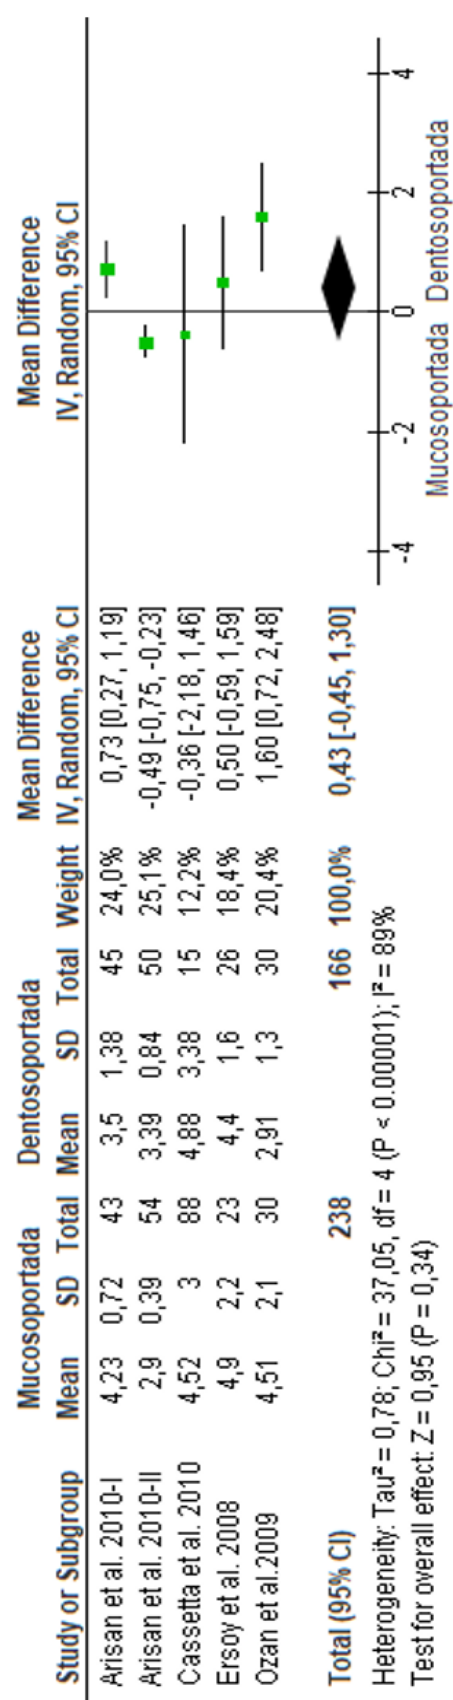 Mucosoportada Dentosoportada Mean Difference Mean Difference
Study or Subgroup Mean SD Total Mean SD Total Weight IV, Random, 95% CI IV, Random, 95% CI
Arisan et al. 2010-I 4,23 0,72 43 3,5 1,38 45 24,0% 0,73 [0,27, 1,19]
Arisan et al. 2010-II 2,9 0,39 54 3,39 0,84 50 25,1% -0,49 [-0,75, -0,23]
Cassetta et al. 2010 4,52 3 88 4,88 3,38 15 12,2% -0,36 [-2,18, 1,46]
Ersoy et al. 2008 4,9 2,2 23 4,4 1,6 26 18,4% 0,50 [-0,59, 1,59]
Ozan et al.2009 4,51 2,1 30 2,91 1,3 30 20,4% 1,60 [0,72, 2,48]
Total (95% CI) 238 166 100,0% 0,43 [-0,45, 1,30]
Heterogeneity: Tau² = 0,78; Chi² = 37,05, df = 4 (P < 0.00001); I² = 89%
Test for overall effect: Z = 0,95 (P = 0,34)
-4 -2 0 2 4
Mucosoportada Dentosoportada